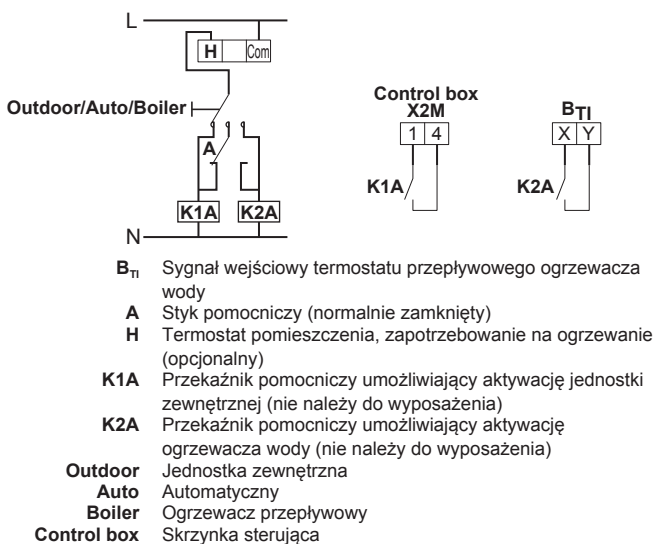 L
H Com
Outdoor/Auto/Boiler
A
K1A K2A
N
Control box
X2M
1 4
K1A
BTI
X Y
K2A
BTI Sygnał wejściowy termostatu przepływowego ogrzewacza
wody
A Styk pomocniczy (normalnie zamknięty)
H Termostat pomieszczenia, zapotrzebowanie na ogrzewanie
(opcjonalny)
K1A Przekaźnik pomocniczy umożliwiający aktywację jednostki
zewnętrznej (nie należy do wyposażenia)
K2A Przekaźnik pomocniczy umożliwiający aktywację
ogrzewacza wody (nie należy do wyposażenia)
Outdoor Jednostka zewnętrzna
Auto Automatyczny
Boiler Ogrzewacz przepływowy
Control box Skrzynka sterująca